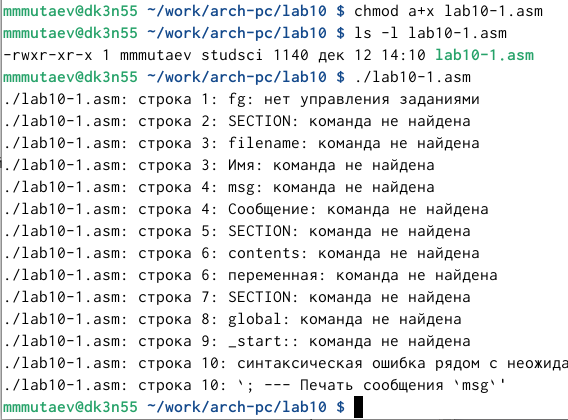 mmmutaev@dk3n55 ~/work/arch-pc/lab10 $ chmod a+x lab10-1.asm
mmmutaev@dk3n55 ~/work/arch-pc/lab10 $ ls -l lab10-1.asm
-rwxr-xr-x 1 mmmutaev studsci 1140 дек 12 14:10 lab10-1.asm
mmmutaev@dk3n55 ~/work/arch-pc/lab10 $ ./lab10-1.asm
./lab10-1.asm: строка 1: fg: нет управления заданиями
./lab10-1.asm: строка 2: SECTION: команда не найдена
./lab10-1.asm: строка 3: filename: команда не найдена
./lab10-1.asm: строка 3: Имя: команда не найдена
./lab10-1.asm: строка 4: msg: команда не найдена
./lab10-1.asm: строка 4: Сообщение: команда не найдена
./lab10-1.asm: строка 5: SECTION: команда не найдена
./lab10-1.asm: строка 6: contents: команда не найдена
./lab10-1.asm: строка 6: переменная: команда не найдена
./lab10-1.asm: строка 7: SECTION: команда не найдена
./lab10-1.asm: строка 8: global: команда не найдена
./lab10-1.asm: строка 9: _start:: команда не найдена
./lab10-1.asm: строка 10: синтаксическая ошибка рядом с неожида
./lab10-1.asm: строка 10: `; --- Печать сообщения `msg`'
mmmutaev@dk3n55 ~/work/arch-pc/lab10 $